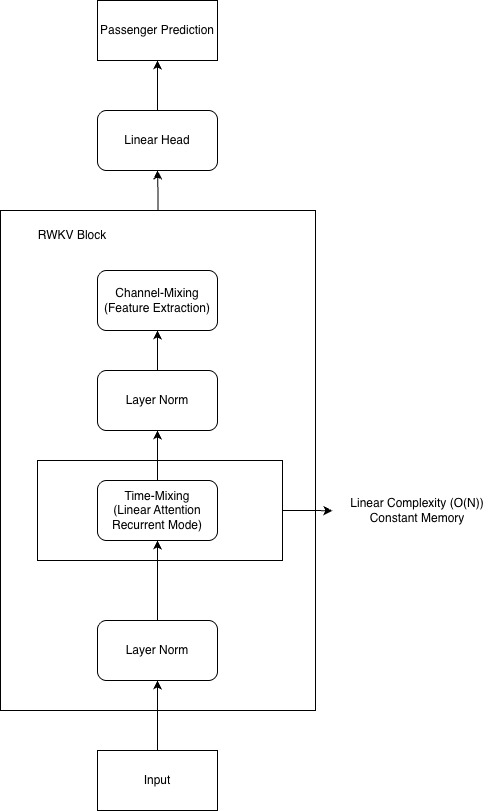 Passenger Prediction
Linear Head
RWKV Block
Channel-Mixing
(Feature Extraction)
Layer Norm
Time-Mixing
(Linear Attention
Recurrent Mode)
Linear Complexity (O(N))
Constant Memory
Layer Norm
Input